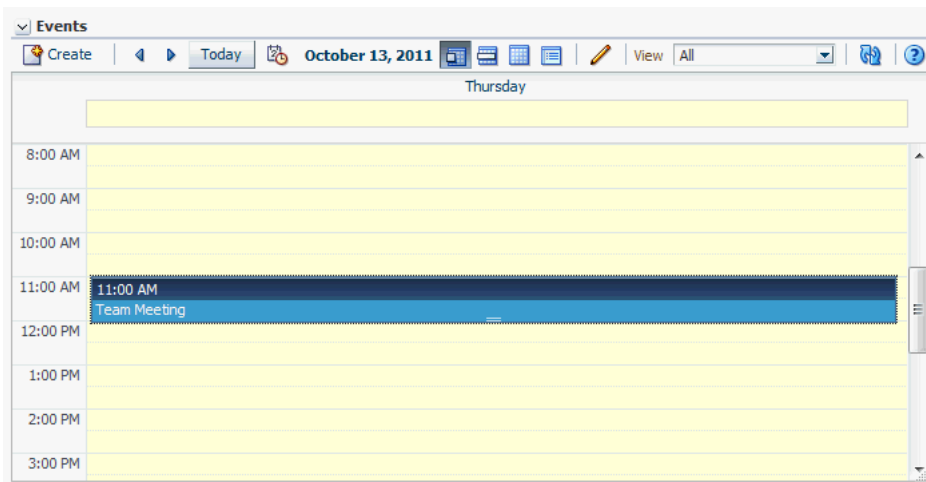 Events
Create Today October 13, 2011 View All
Thursday
8:00 AM
9:00 AM
10:00 AM
11:00 AM 11:00 AM
Team Meeting
12:00 PM
1:00 PM
2:00 PM
3:00 PM